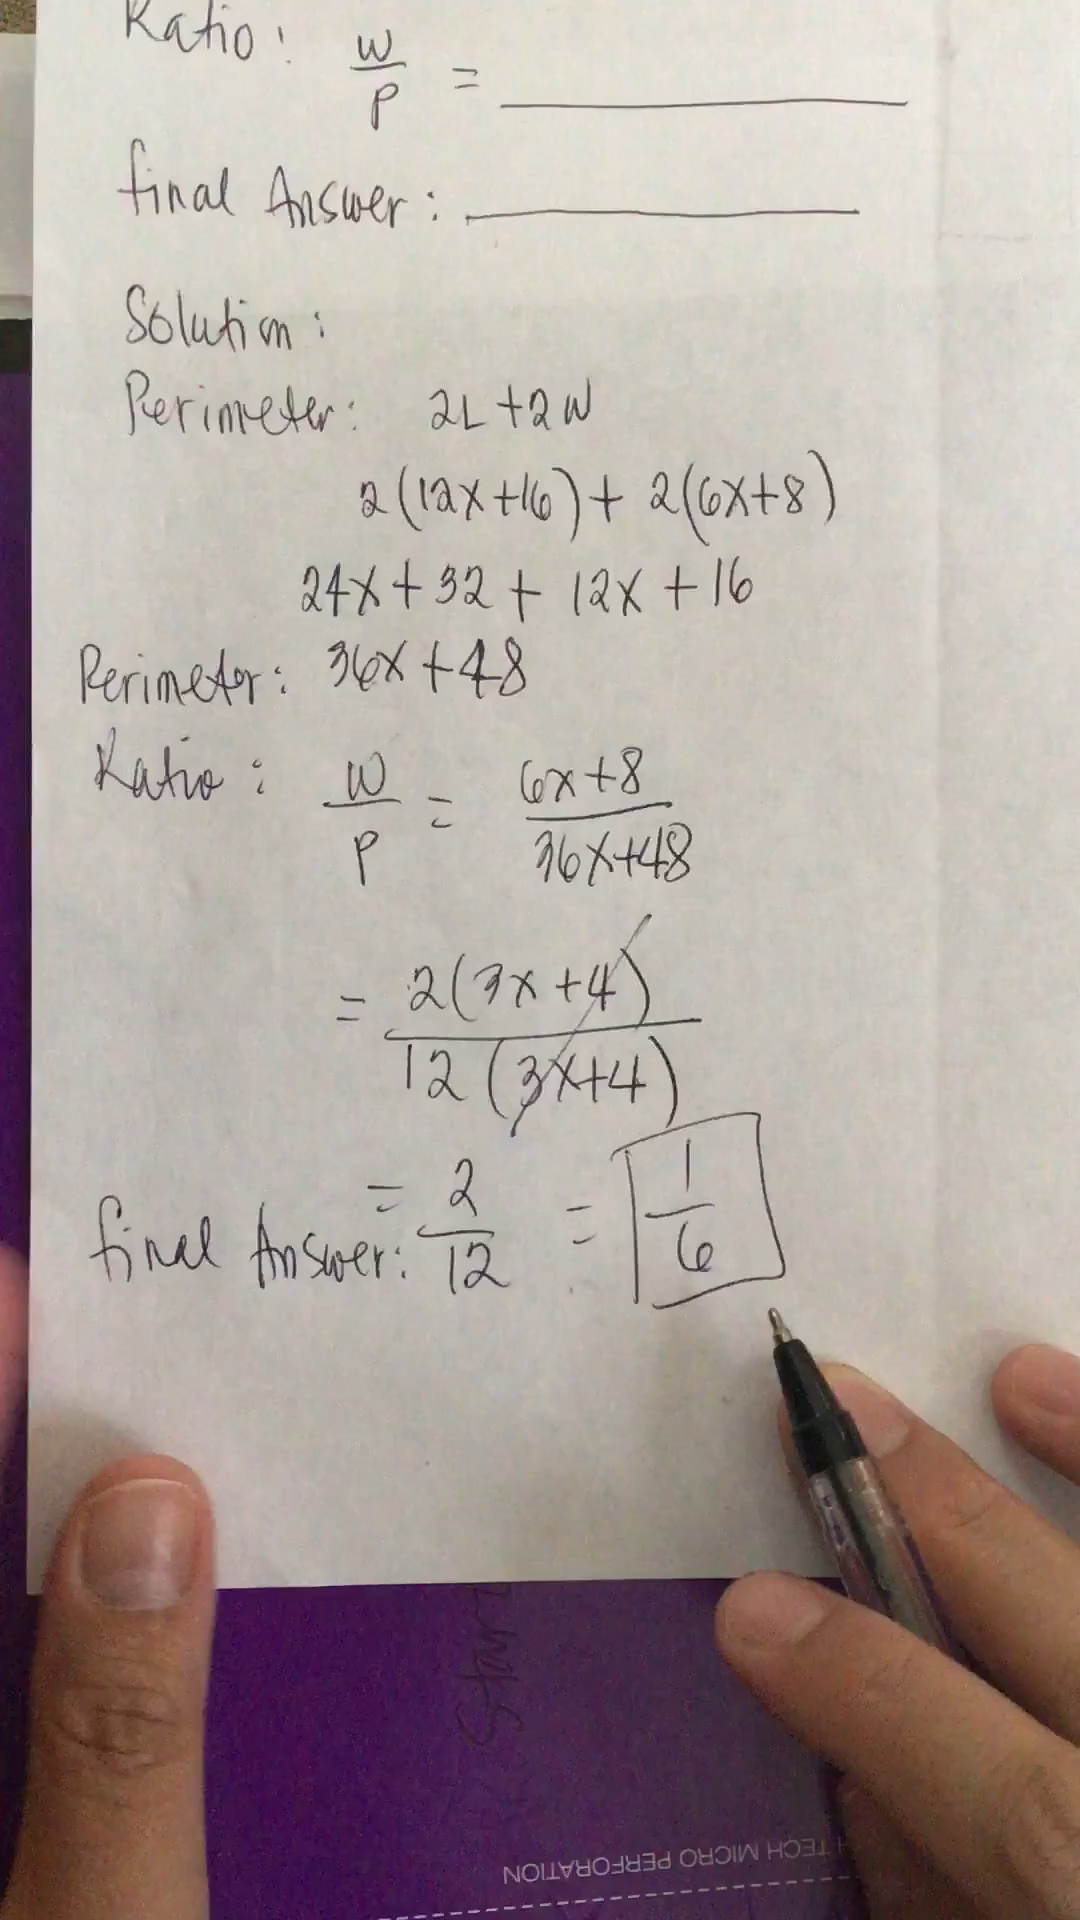 Ratio: W/P = ______
final Answer: ______
Solution:
Perimeter: 2L + 2W
2(12x+16) + 2(6x+8)
24x + 32 + 12x + 16
Perimeter: 36x + 48
Ratio: W/P = 6x+8/36x+48
= 2(3x+4)/12(3x+4)
final Answer: = 2/12 = 1/6
Start
H TECH MICRO PERFORATION